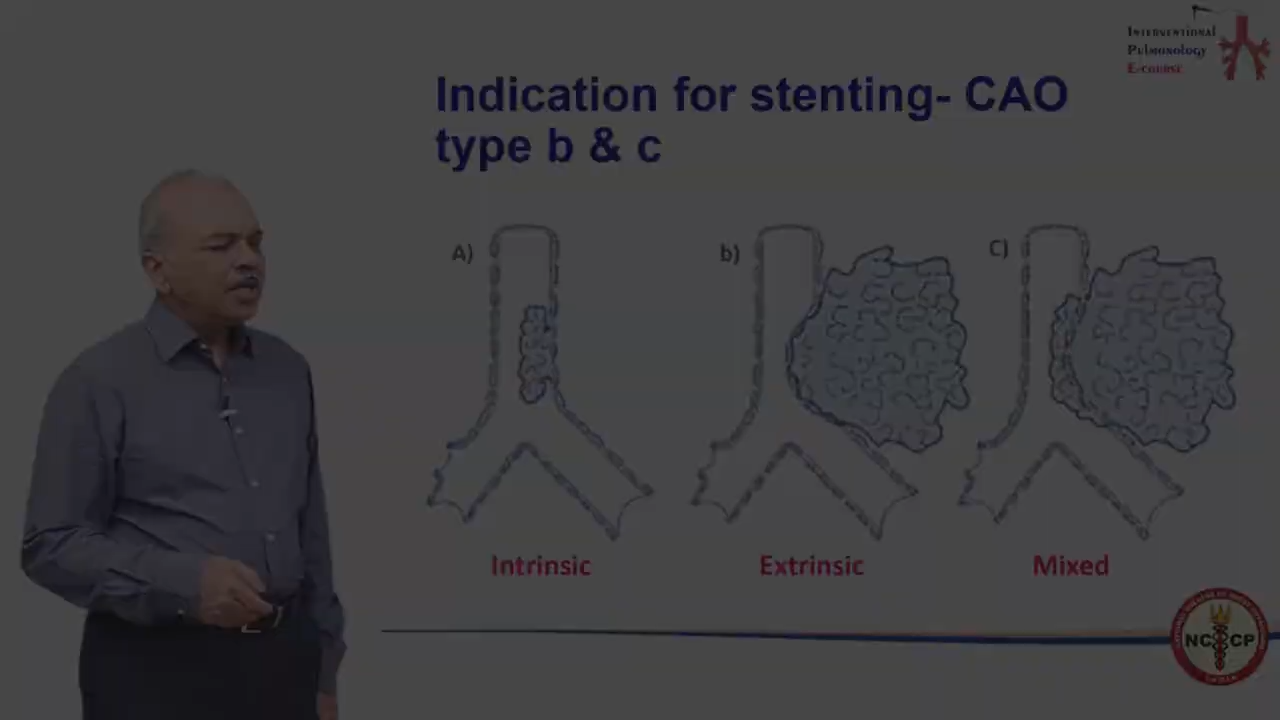 INTERVENTIONAL
PULMONOLOGY
E-COURSE
Indication for stenting- CAO
type b & c
A)
b)
C)
Intrinsic
Extrinsic
Mixed
NCCP